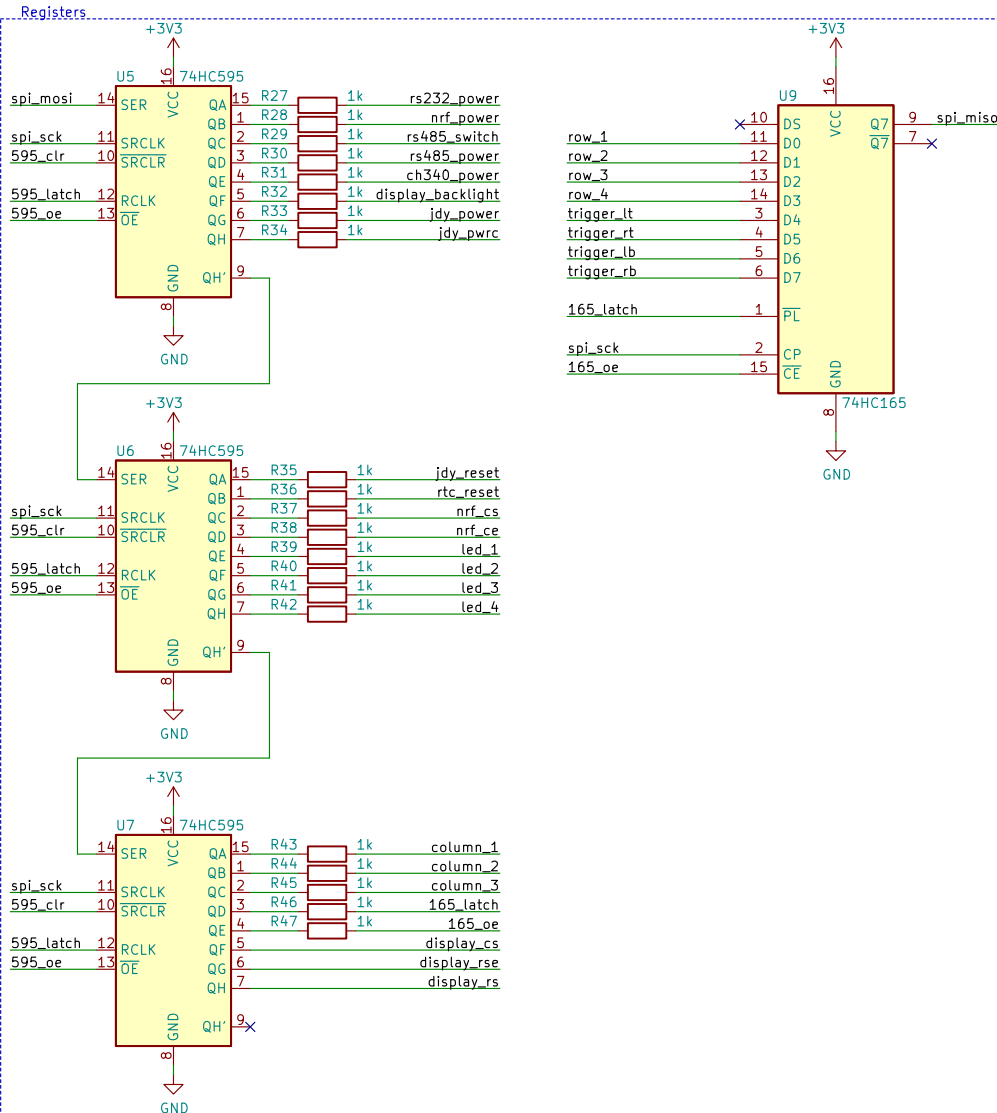 Registers
+3V3
U5
74HC595
16
VCC
spi_mosi 14 SER QA 15 R27 1k rs232_power
QB 1 R28 1k nrf_power
spi_sck 11 SRCLK QC 2 R29 1k rs485_switch
595_clr 10 SRCLR QD 3 R30 1k rs485_power
QE 4 R31 1k ch340_power
595_latch 12 RCLK QF 5 R32 1k display_backlight
595_oe 13 OE QG 6 R33 1k jdy_power
QH 7 R34 1k jdy_pwrc
QH' 9
GND
8
GND
+3V3
U6
74HC595
16
VCC
14 SER QA 15 R35 1k jdy_reset
QB 1 R36 1k rtc_reset
spi_sck 11 SRCLK QC 2 R37 1k nrf_cs
595_clr 10 SRCLR QD 3 R38 1k nrf_ce
QE 4 R39 1k led_1
595_latch 12 RCLK QF 5 R40 1k led_2
595_oe 13 OE QG 6 R41 1k led_3
QH 7 R42 1k led_4
QH' 9
GND
8
GND
+3V3
U7
74HC595
16
VCC
14 SER QA 15 R43 1k column_1
QB 1 R44 1k column_2
spi_sck 11 SRCLK QC 2 R45 1k column_3
595_clr 10 SRCLR QD 3 R46 1k 165_latch
QE 4 R47 1k 165_oe
595_latch 12 RCLK QF 5 display_cs
595_oe 13 OE QG 6 display_rse
QH 7 display_rs
QH' 9
GND
8
GND
+3V3
U9
16
VCC
10 DS Q7 9 spi_miso
row_1 11 D0 Q7 7
row_2 12 D1
row_3 13 D2
row_4 14 D3
trigger_lt 3 D4
trigger_rt 4 D5
trigger_lb 5 D6
trigger_rb 6 D7
165_latch 1 PL
spi_sck 2 CP
165_oe 15 CE
GND
74HC165
8
GND